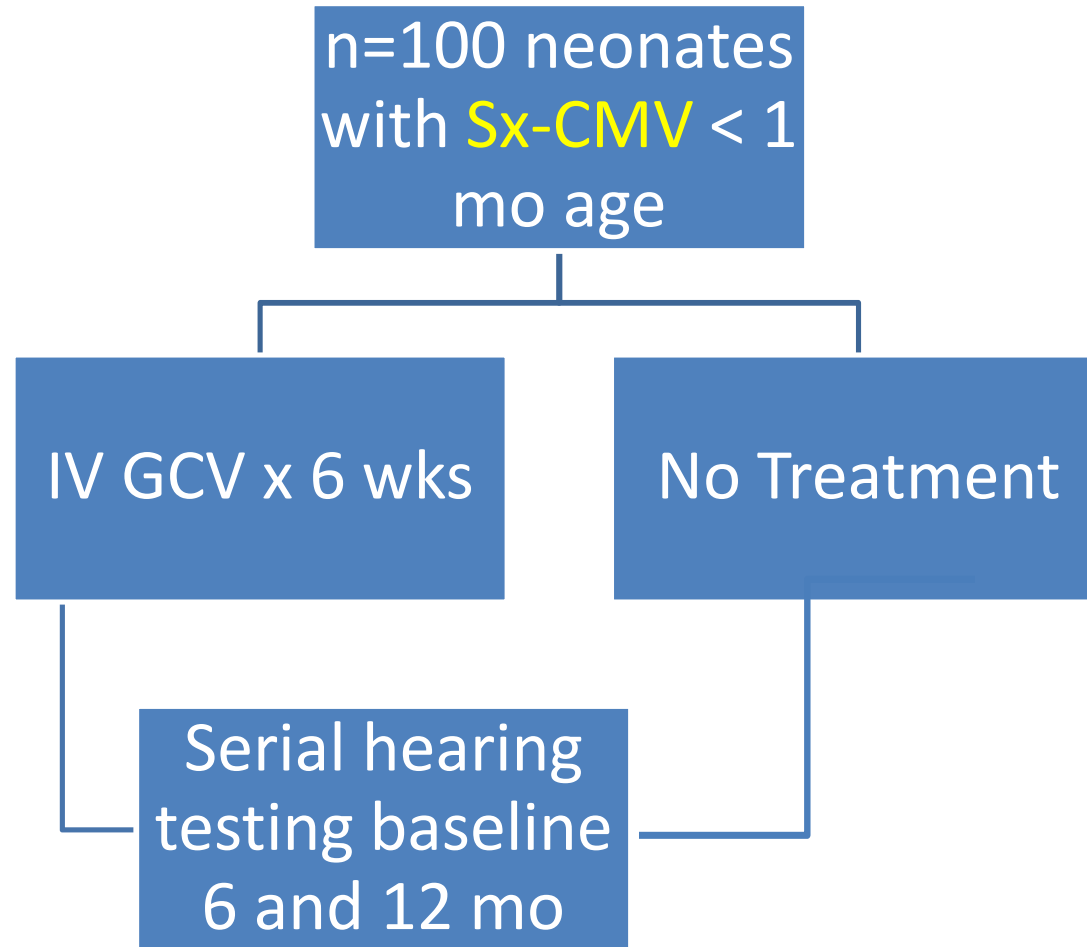 n=100 neonates
with Sx-CMV < 1
mo age
IV GCV x 6 wks
No Treatment
Serial hearing
testing baseline
6 and 12 mo